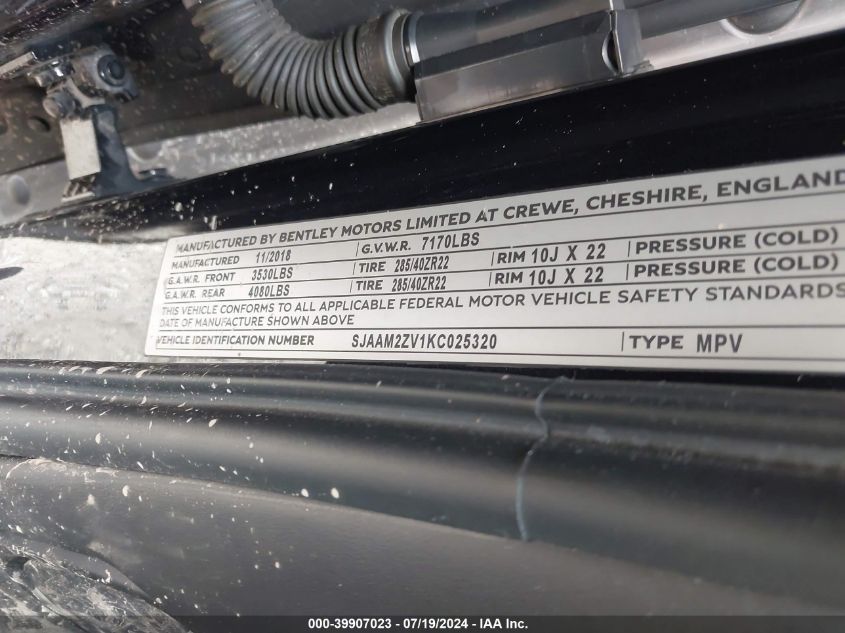 MANUFACTURED BY BENTLEY MOTORS LIMITED AT CREWE, CHESHIRE, ENGLAND
MANUFACTURED 11/2018 G.V.W.R. 7170LBS
G.A.W.R. FRONT 3530LBS TIRE 285/40ZR22 RIM 10J X 22 PRESSURE (COLD)
G.A.W.R. REAR 4080LBS TIRE 285/40ZR22 RIM 10J X 22 PRESSURE (COLD)
THIS VEHICLE CONFORMS TO ALL APPLICABLE FEDERAL MOTOR VEHICLE SAFETY STANDARDS
DATE OF MANUFACTURE SHOWN ABOVE
VEHICLE IDENTIFICATION NUMBER SJAAM2ZV1KC025320 TYPE MPV
000-39907023 - 07/19/2024 - IAA Inc.